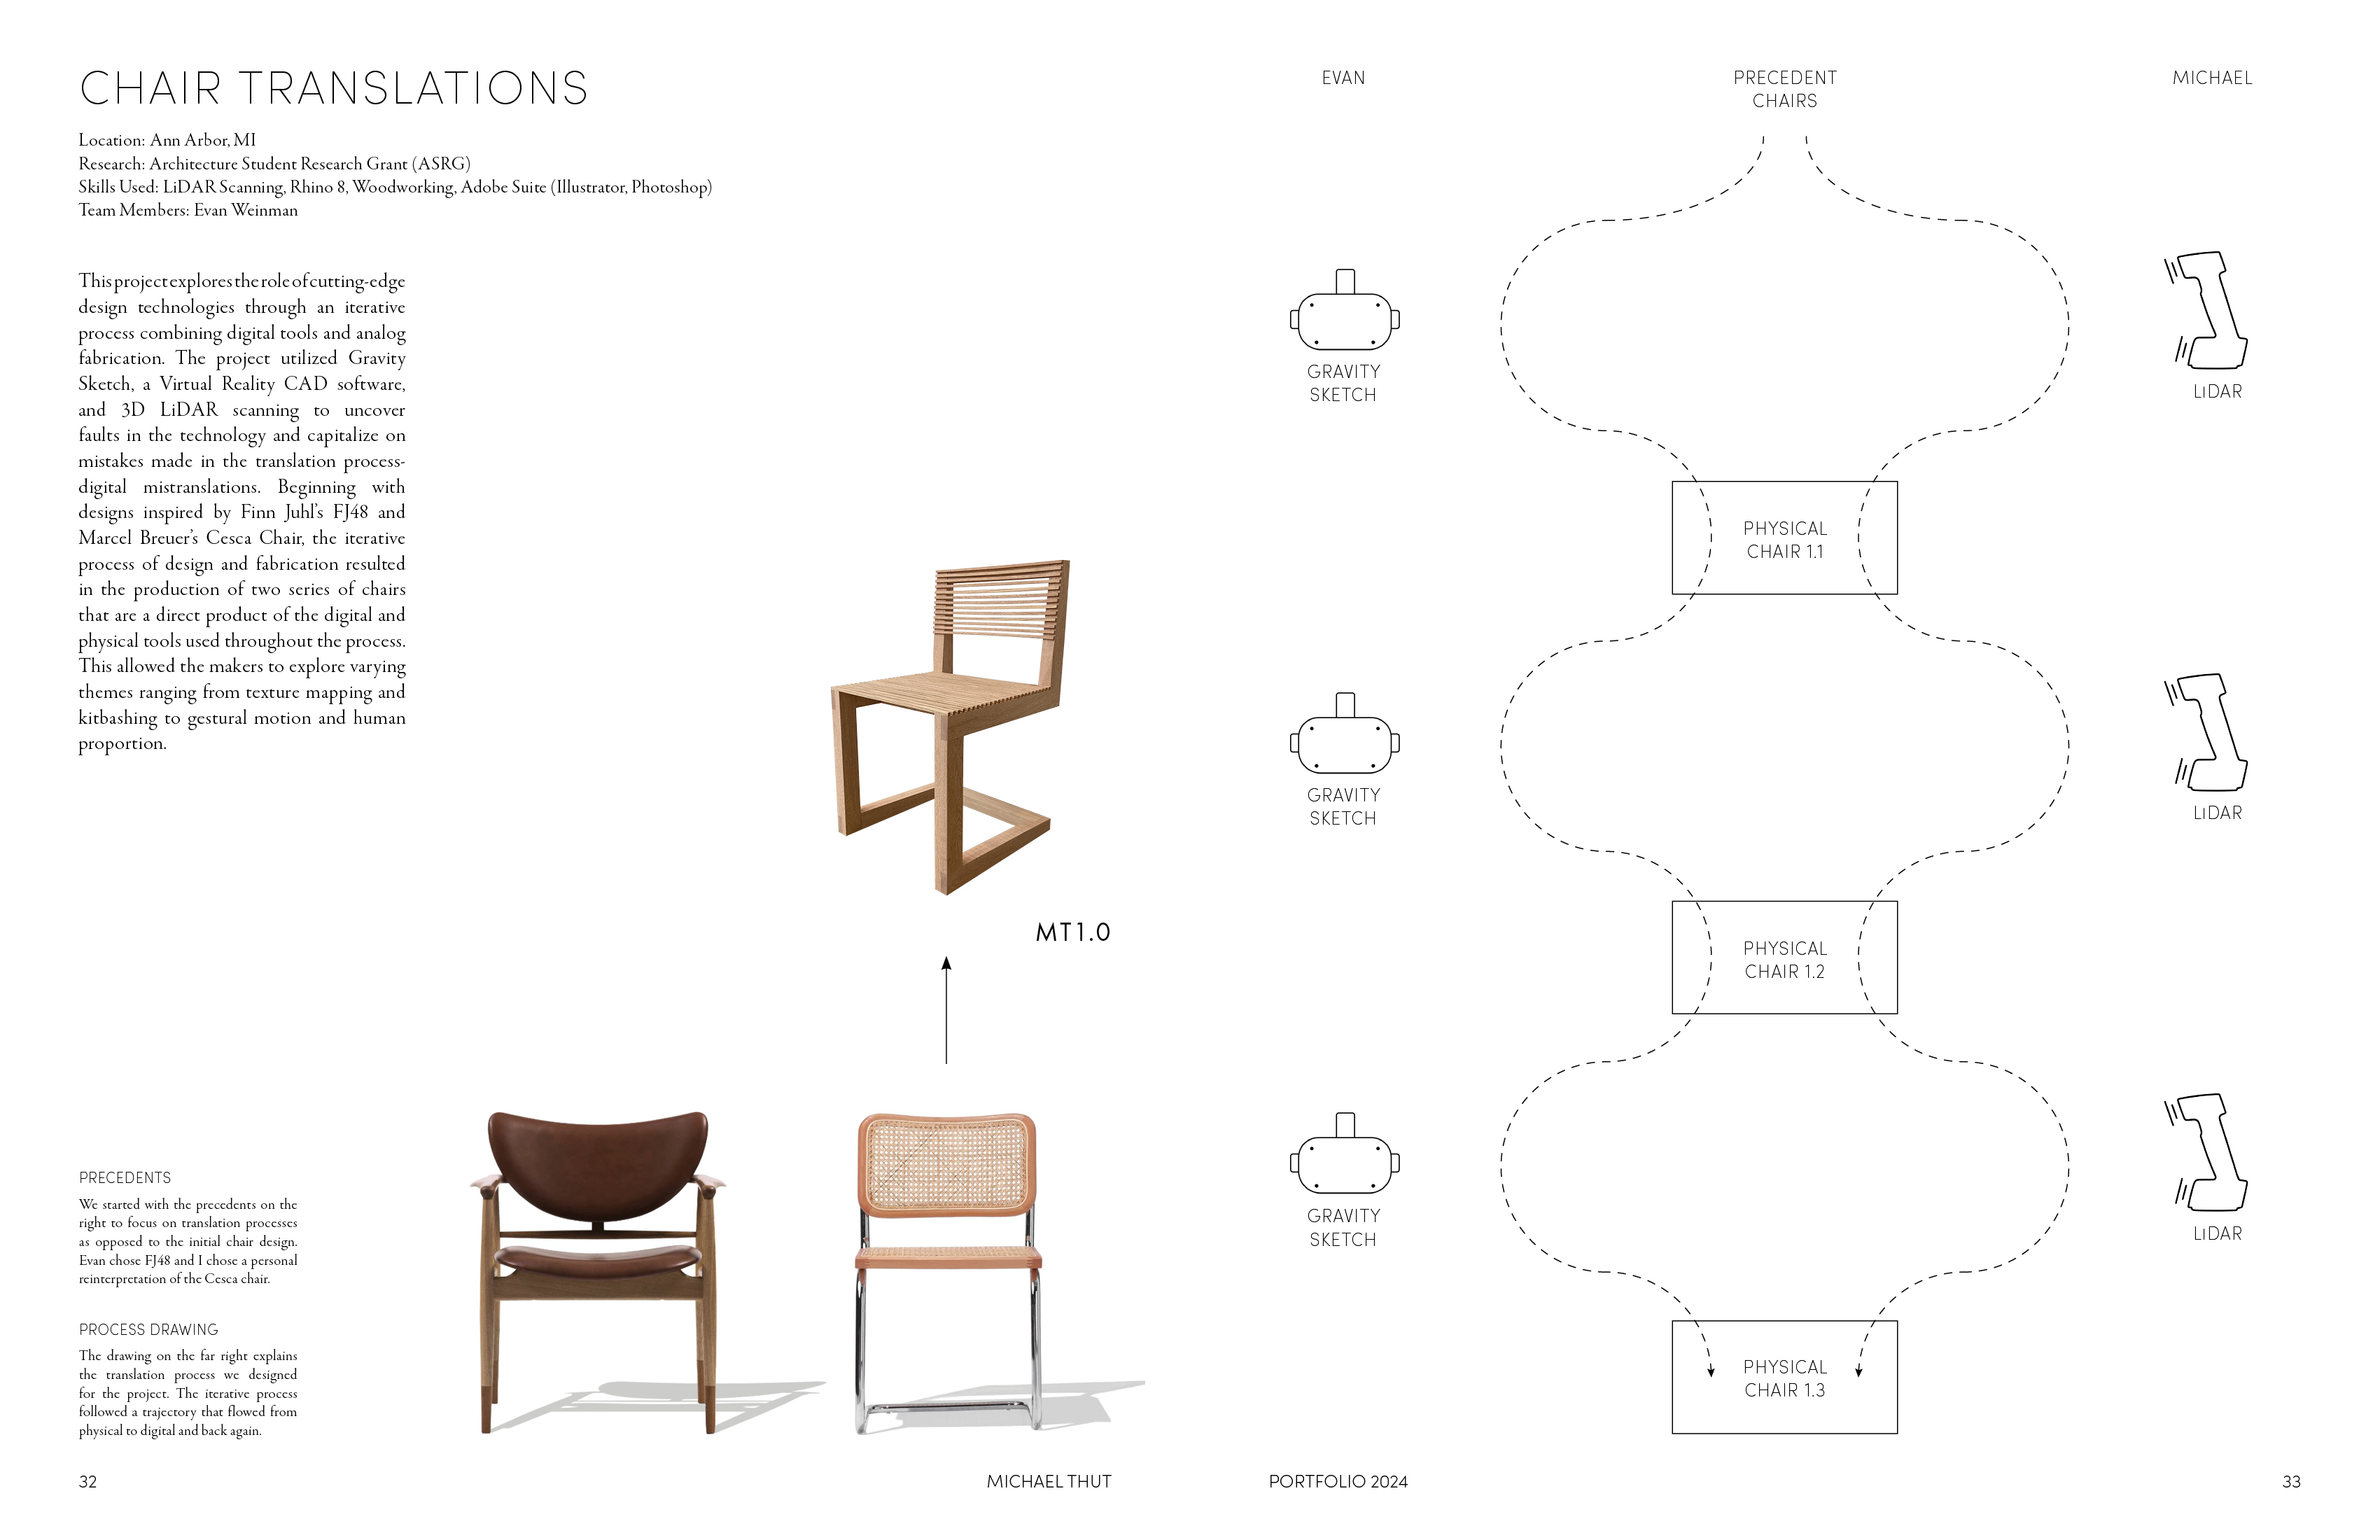 CHAIR TRANSLATIONS
Location: Ann Arbor, MI
Research: Architecture Student Research Grant (ASRG)
Skills Used: LiDAR Scanning, Rhino 8, Woodworking, Adobe Suite (Illustrator, Photoshop)
Team Members: Evan Weinman
This project explores the role of cutting-edge
design technologies through an iterative
process combining digital tools and analog
fabrication. The project utilized Gravity
Sketch, a Virtual Reality CAD software,
and 3D LiDAR scanning to uncover
faults in the technology and capitalize on
mistakes made in the translation process-
digital mistranslations. Beginning with
designs inspired by Finn Juhl's FJ48 and
Marcel Breuer's Cesca Chair, the iterative
process of design and fabrication resulted
in the production of two series of chairs
that are a direct product of the digital and
physical tools used throughout the process.
This allowed the makers to explore varying
themes ranging from texture mapping and
kitbashing to gestural motion and human
proportion.
MT1.0
PRECEDENTS
We started with the precedents on the
right to focus on translation processes
as opposed to the initial chair design.
Evan chose FJ48 and I chose a personal
reinterpretation of the Cesca chair.
PROCESS DRAWING
The drawing on the far right explains
the translation process we designed
for the project. The iterative process
followed a trajectory that flowed from
physical to digital and back again.
32
MICHAEL THUT
EVAN
PRECEDENT
CHAIRS
MICHAEL
GRAVITY
SKETCH
LiDAR
PHYSICAL
CHAIR 1.1
GRAVITY
SKETCH
LiDAR
PHYSICAL
CHAIR 1.2
GRAVITY
SKETCH
LiDAR
PHYSICAL
CHAIR 1.3
PORTFOLIO 2024
33